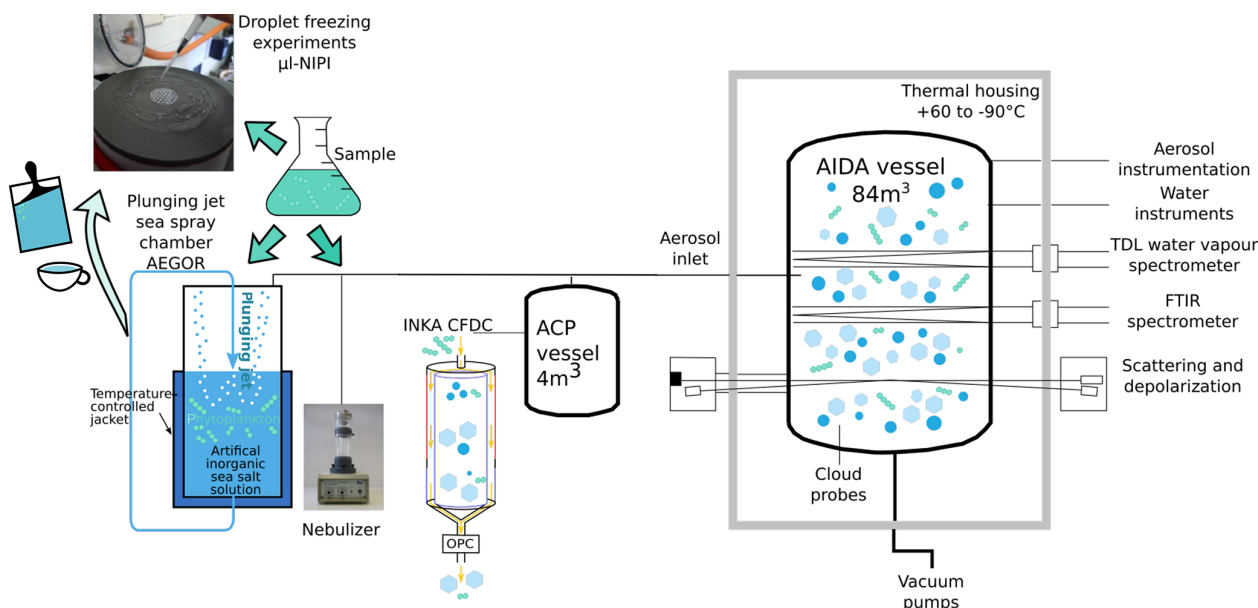 Droplet freezing
experiments
µl-NIPI
Sample
Plunging jet
sea spray
chamber
AEGOR
Plunging jet
Temperature
controlled
jacket
Phytoplankton
Artifical
inorganic
sea salt
solution
Nebulizer
INKA CFDC
OPC
ACP
vessel
4m³
Aerosol
inlet
Thermal housing
+60 to -90°C
AIDA vessel
84m³
Cloud
probes
Aerosol
instrumentation
Water
instruments
TDL water vapour
spectrometer
FTIR
spectrometer
Scattering and
depolarization
Vacuum
pumps